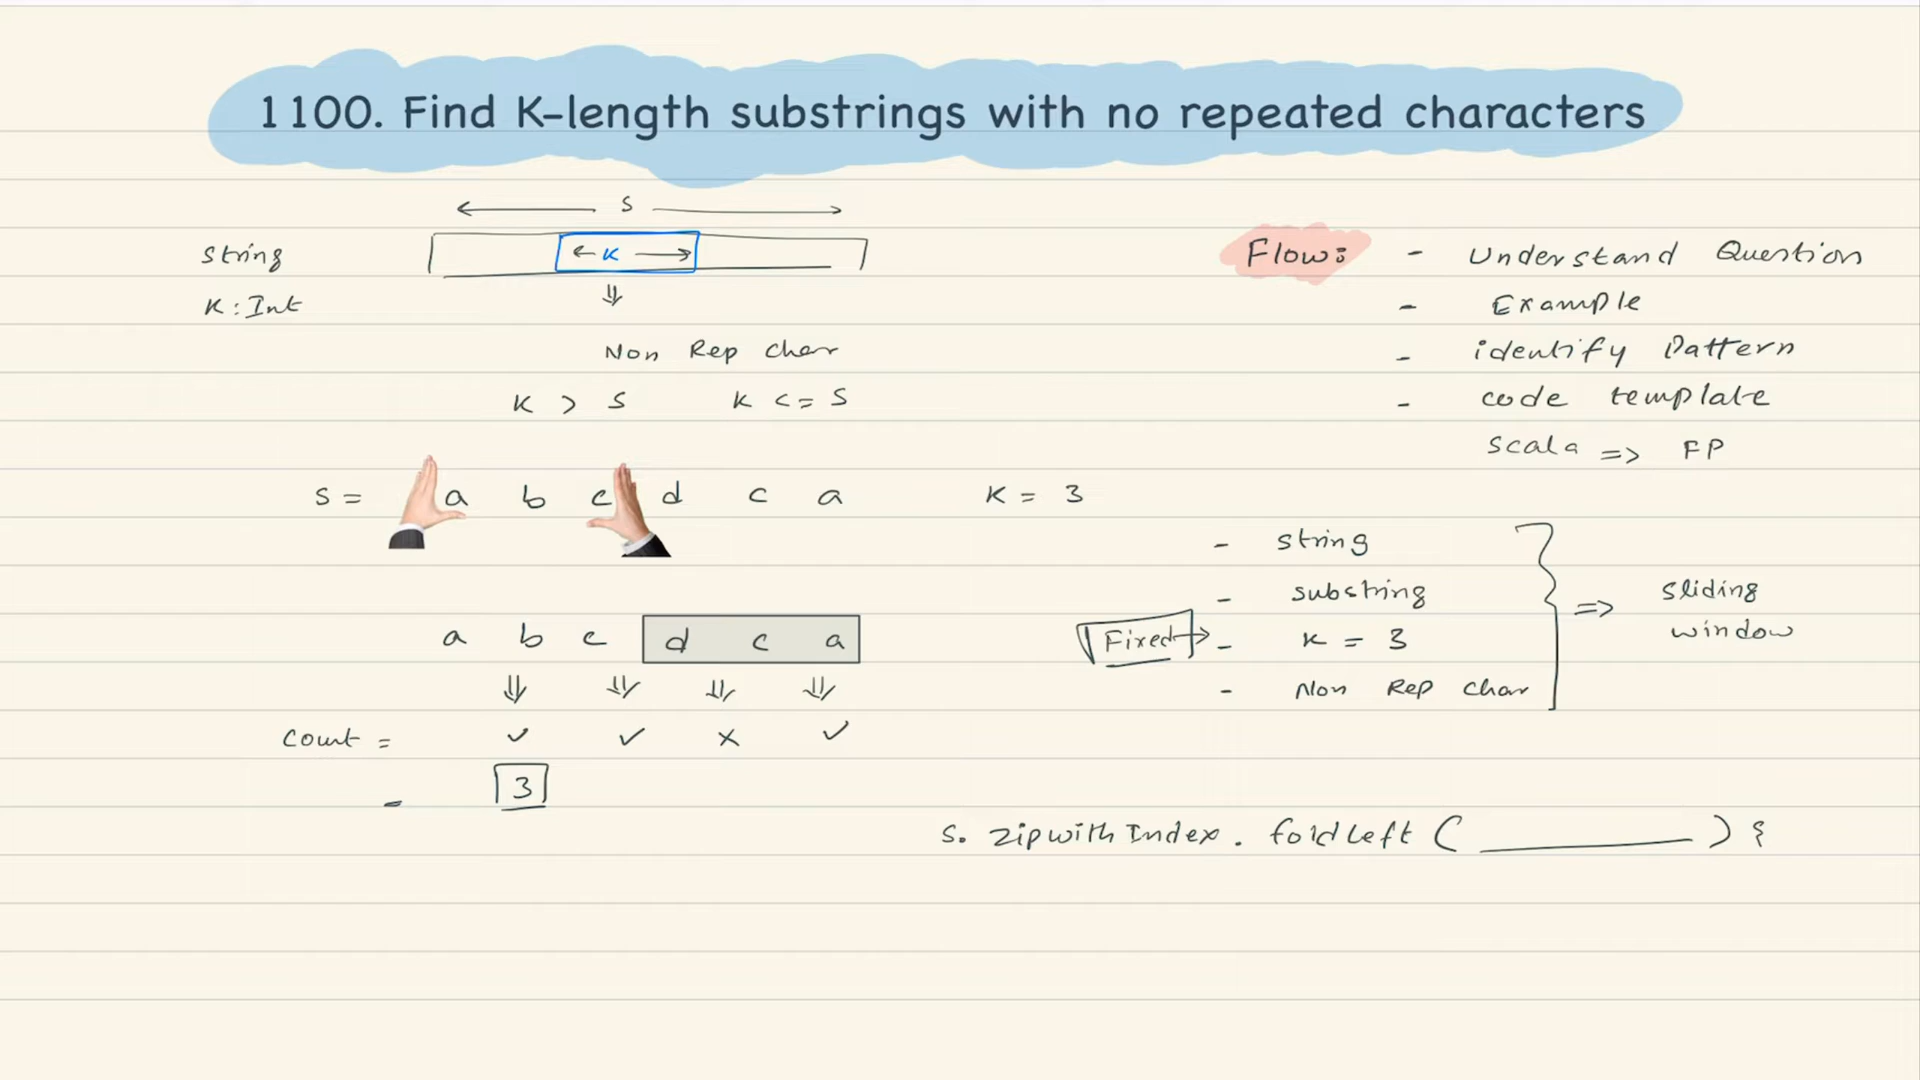 1100. Find K-length substrings with no repeated characters
S
String
K
K : Int
Non Rep Char
K > S K <= S
Flow:
- Understand Question
- Example
- identify Pattern
- code template
Scala => FP
S = a b c d c a K = 3
a b c d c a
⇓ ⇓ ⇓ ⇓
Count = ✓ ✓ x ✓
= 3
- string
- substring
Fixed → - K = 3
- Non Rep Char
=> sliding
window
S. zipwithIndex. foldLeft ( ________ ) {